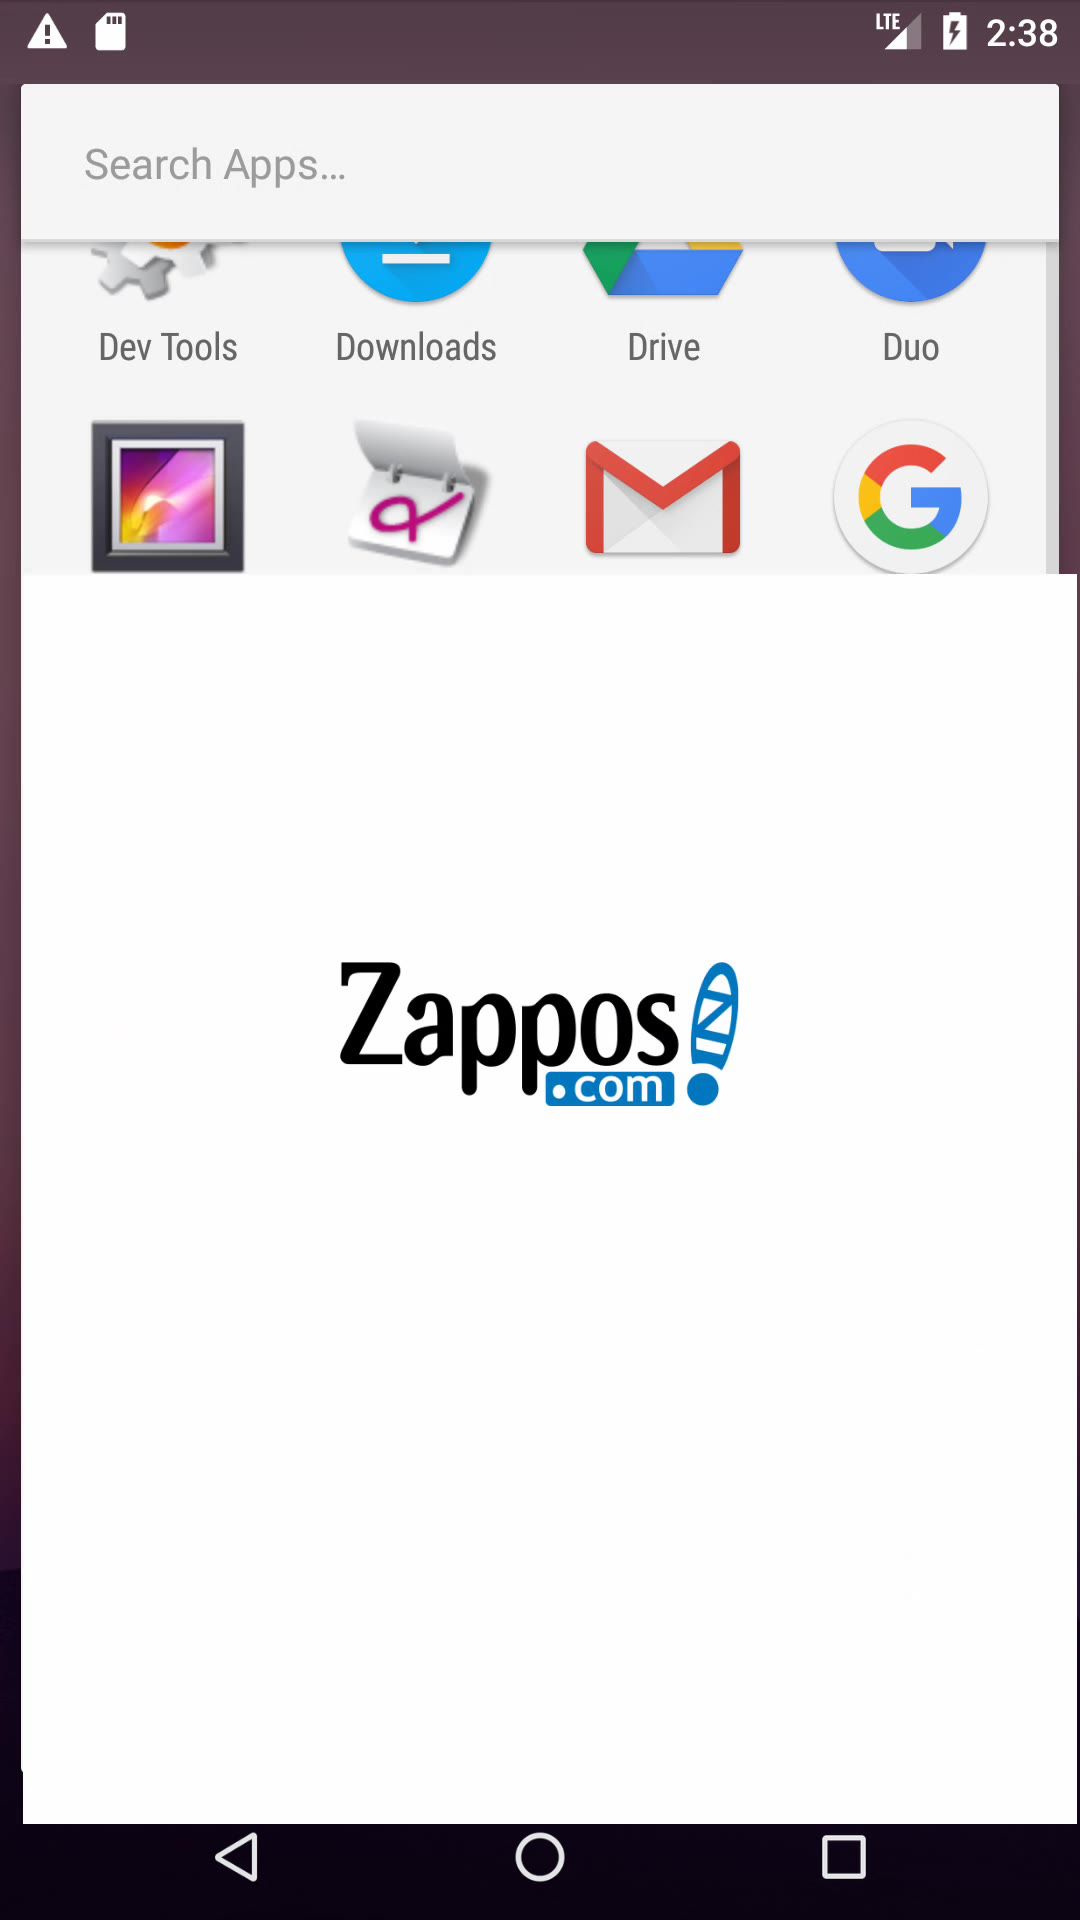 LTE 2:38
Search Apps...
Dev Tools Downloads Drive Duo
Zappos
.com